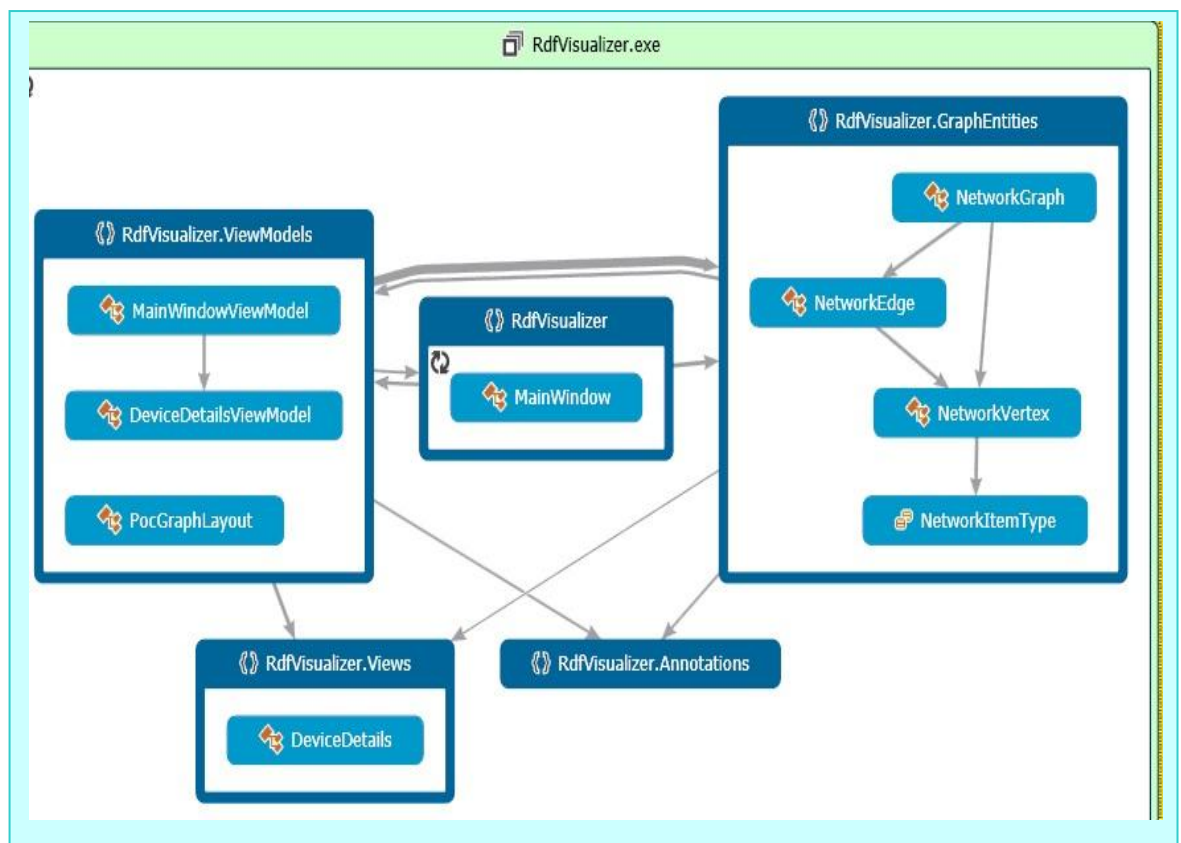 RdfVisualizer.exe
RdfVisualizer.GraphEntities
NetworkGraph
NetworkEdge
NetworkVertex
NetworkItemType
RdfVisualizer.ViewModels
MainWindowViewModel
DeviceDetailsViewModel
PocGraphLayout
RdfVisualizer
MainWindow
RdfVisualizer.Views
DeviceDetails
RdfVisualizer.Annotations